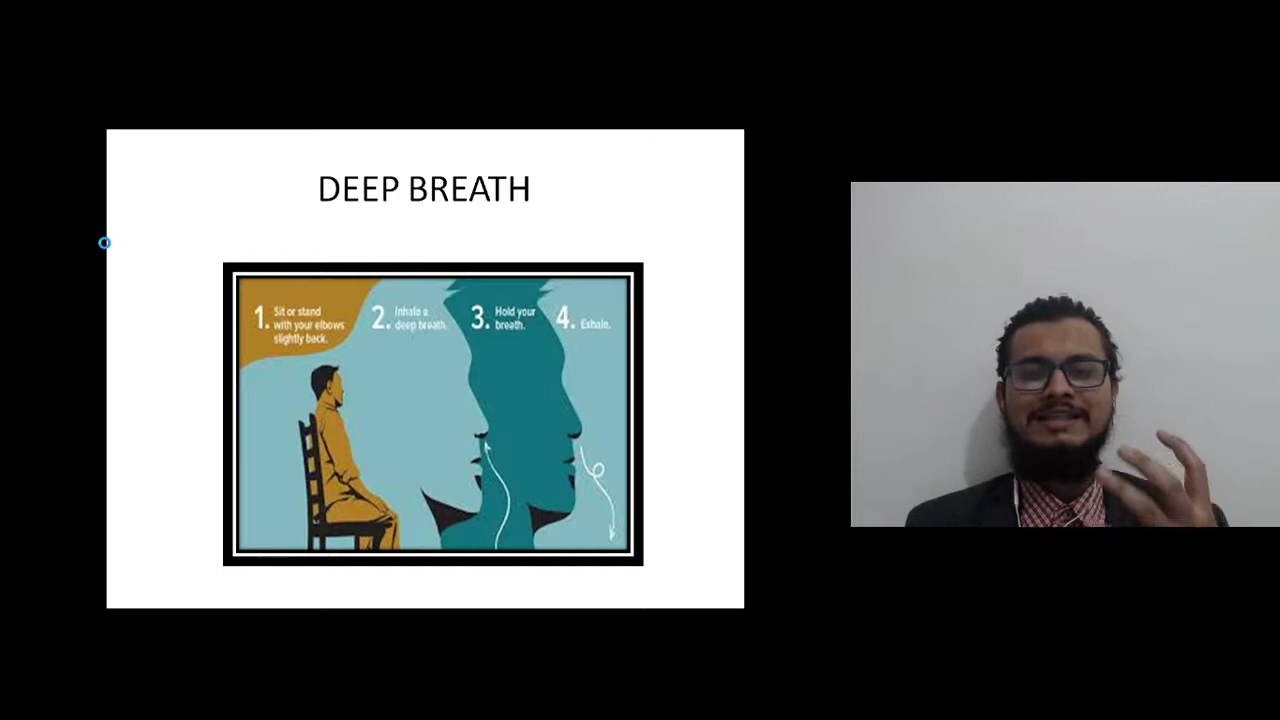 DEEP BREATH
1. Sit or stand
with your elbows
slightly back.
2. Inhale a
deep breath.
3. Hold your
breath.
4. Exhale.